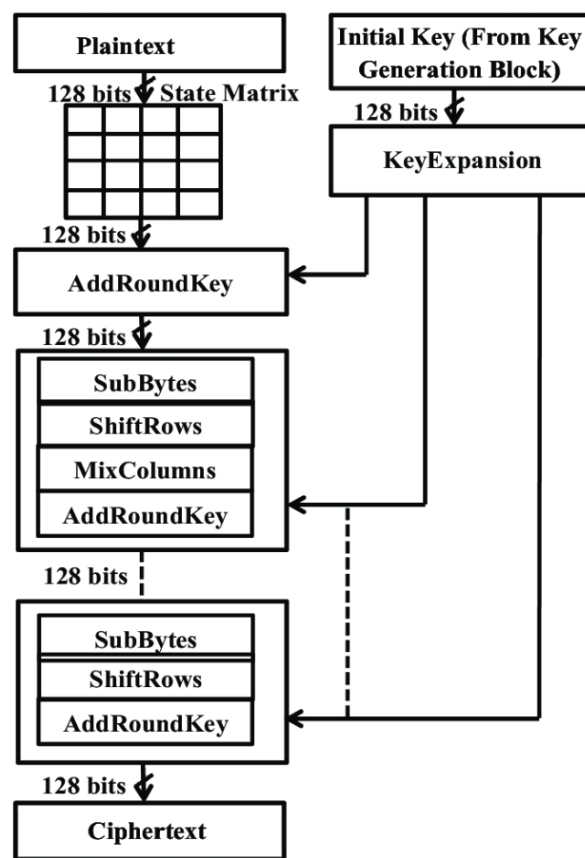 Plaintext
Initial Key (From Key
Generation Block)
128 bits
State Matrix
128 bits
KeyExpansion
128 bits
AddRoundKey
128 bits
SubBytes
ShiftRows
MixColumns
AddRoundKey
128 bits
SubBytes
ShiftRows
AddRoundKey
128 bits
Ciphertext